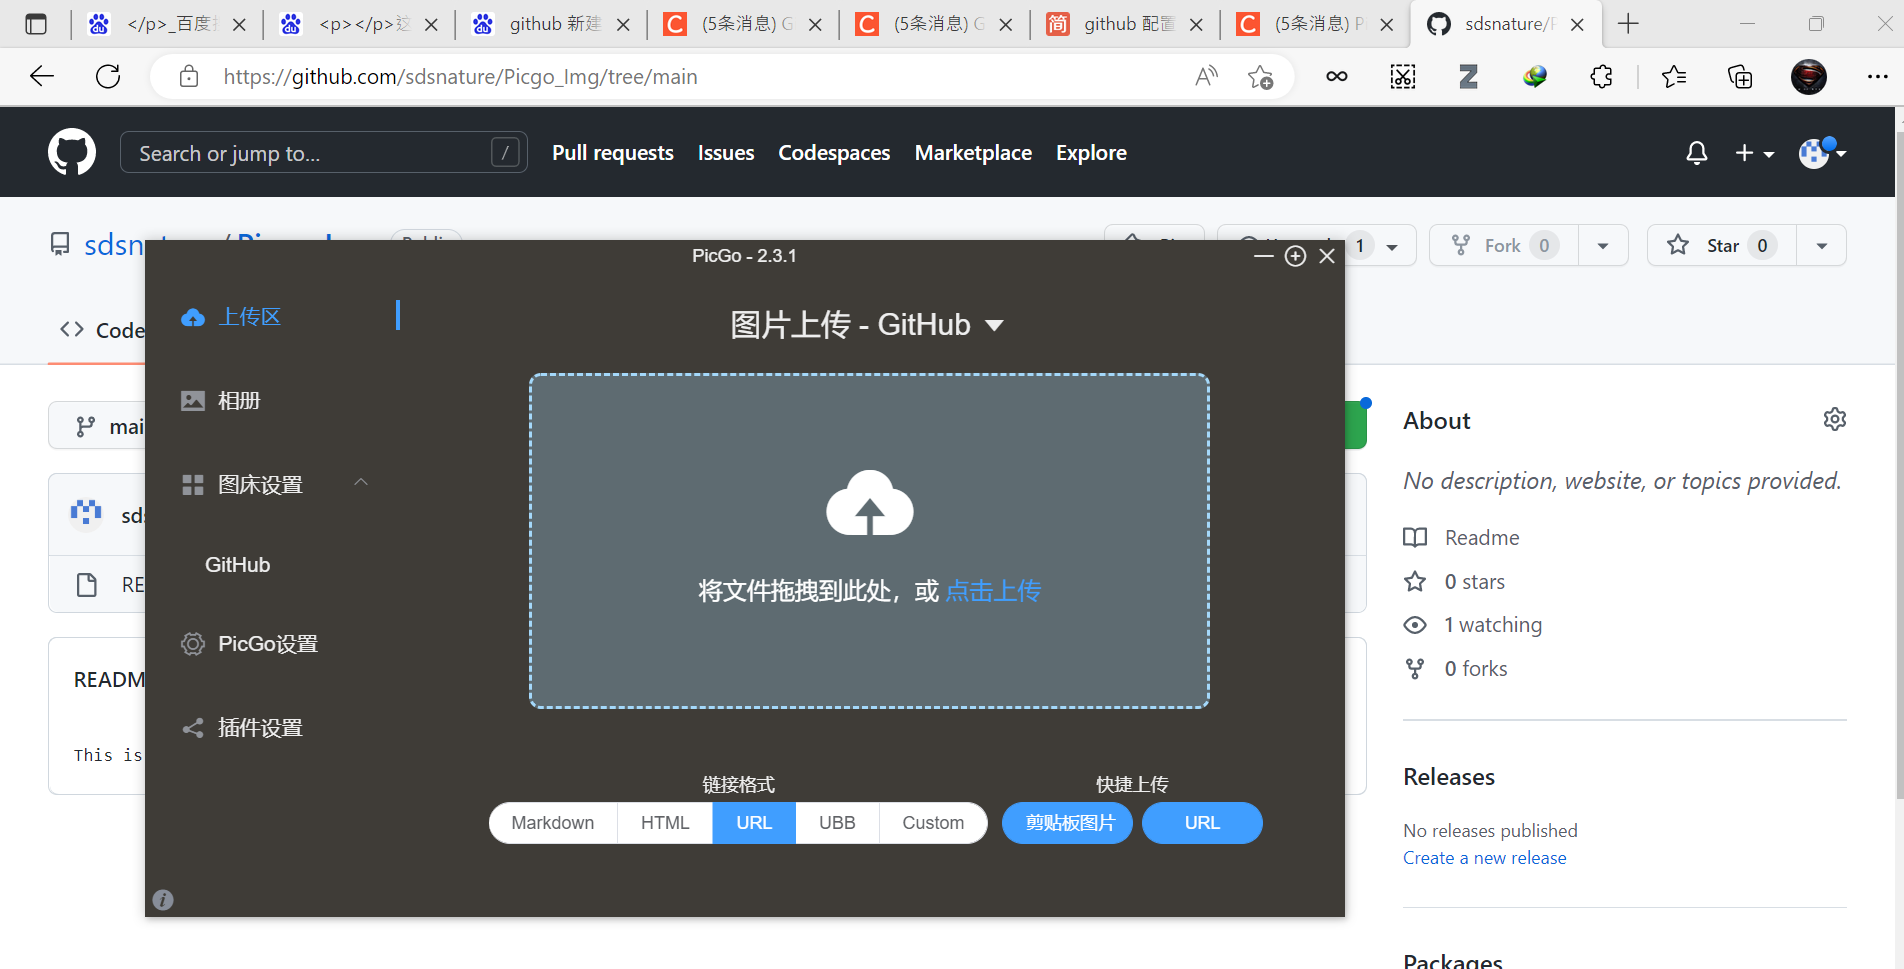 </p>_百度
<p></p>这
github 新建
(5条消息) G
(5条消息) G
简 github 配置
(5条消息) P
sdsnature/P
https://github.com/sdsnature/Picgo_Img/tree/main
Search or jump to...
/
Pull requests
Issues
Codespaces
Marketplace
Explore
sdsn
1
Fork 0
Star 0
Code
mai
sds
RE
READM
This is
PicGo - 2.3.1
上传区
相册
图床设置
GitHub
PicGo设置
插件设置
图片上传 - GitHub
将文件拖拽到此处，或 点击上传
链接格式
快捷上传
Markdown
HTML
URL
UBB
Custom
剪贴板图片
URL
About
No description, website, or topics provided.
Readme
0 stars
1 watching
0 forks
Releases
No releases published
Create a new release
Packages